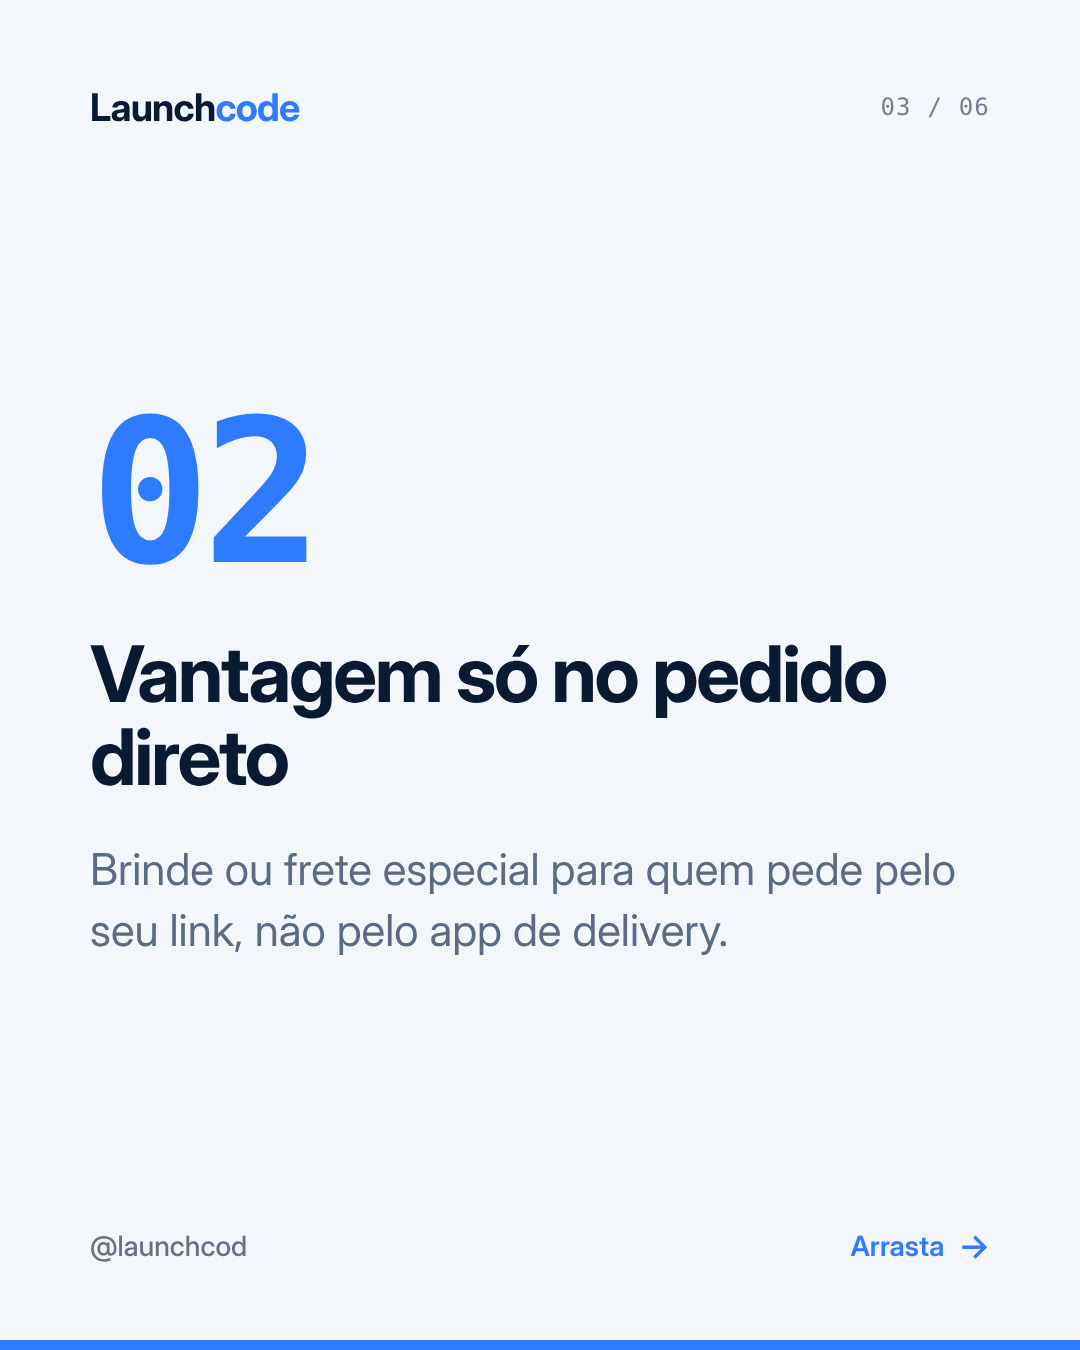 Launchcode
03 / 06
02
Vantagem só no pedido
direto
Brinde ou frete especial para quem pede pelo
seu link, não pelo app de delivery.
@launchcod
Arrasta →